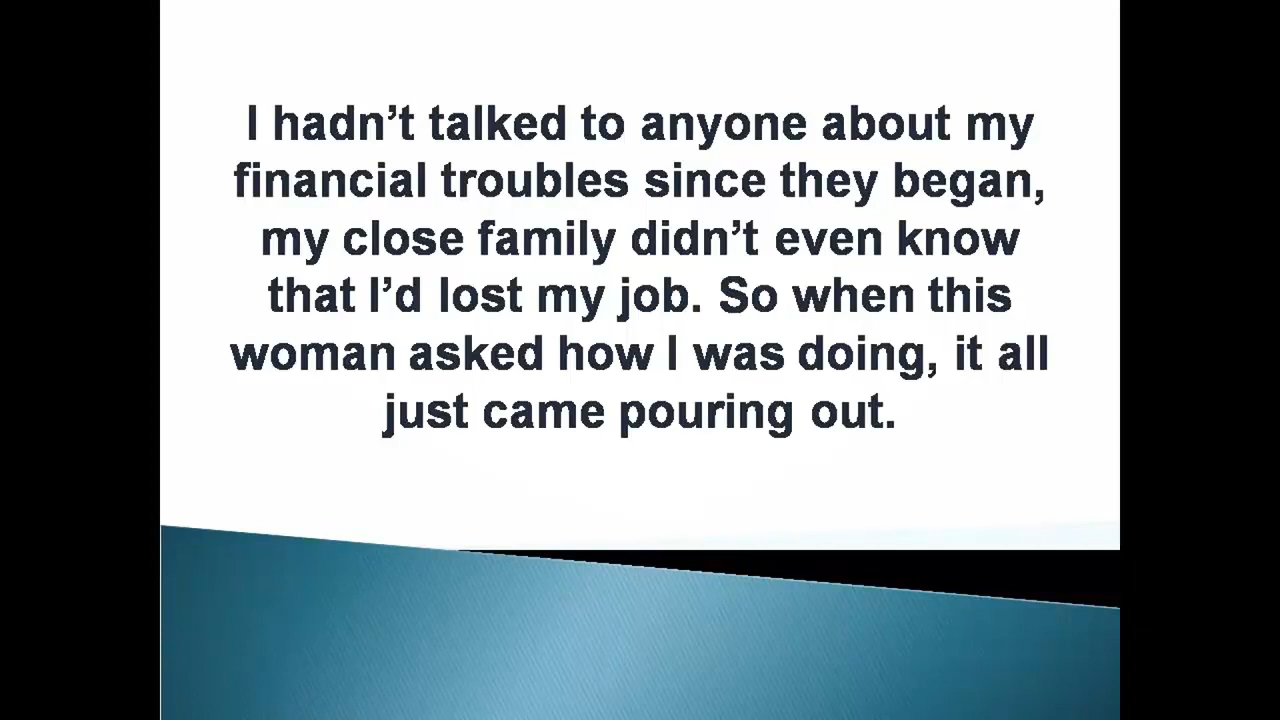 I hadn’t talked to anyone about my
financial troubles since they began,
my close family didn’t even know
that I’d lost my job. So when this
woman asked how I was doing, it all
just came pouring out.